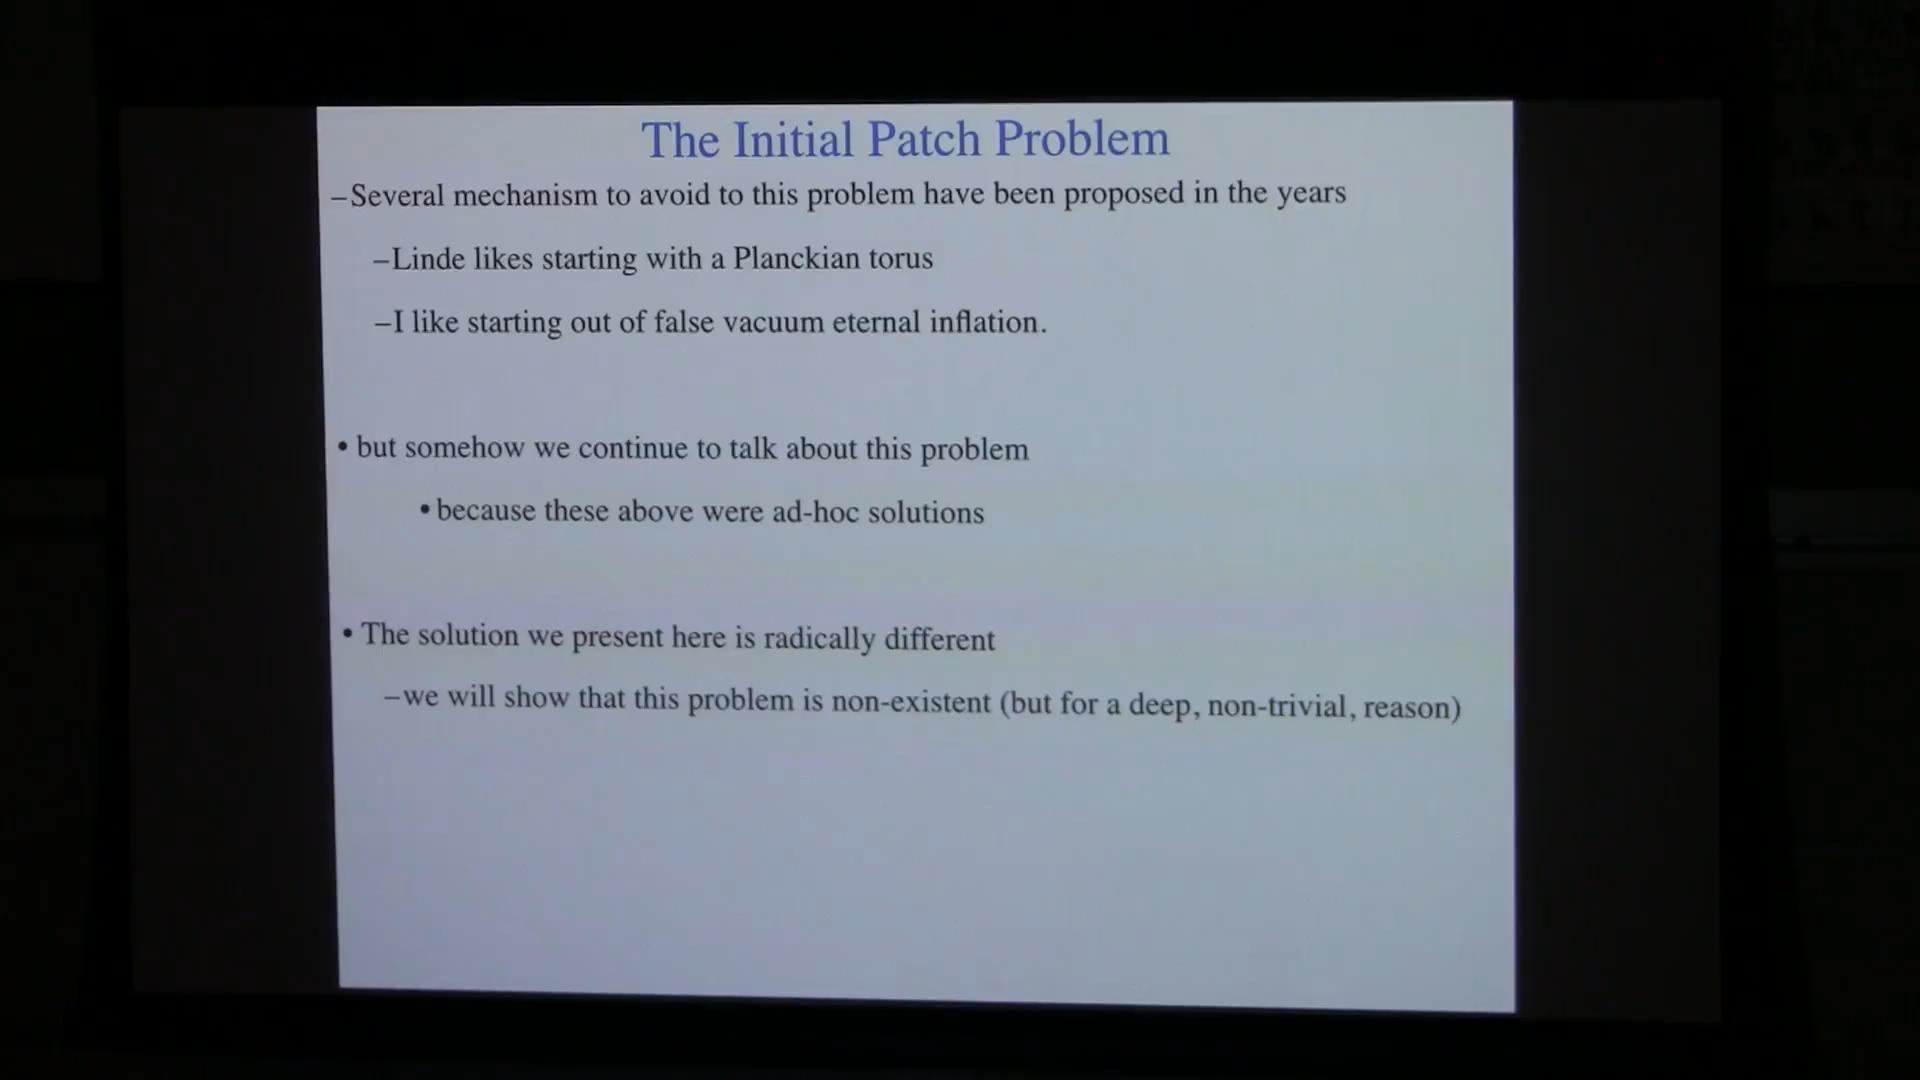 The Initial Patch Problem
–Several mechanism to avoid to this problem have been proposed in the years
–Linde likes starting with a Planckian torus
–I like starting out of false vacuum eternal inflation.
• but somehow we continue to talk about this problem
• because these above were ad-hoc solutions
• The solution we present here is radically different
–we will show that this problem is non-existent (but for a deep, non-trivial, reason)